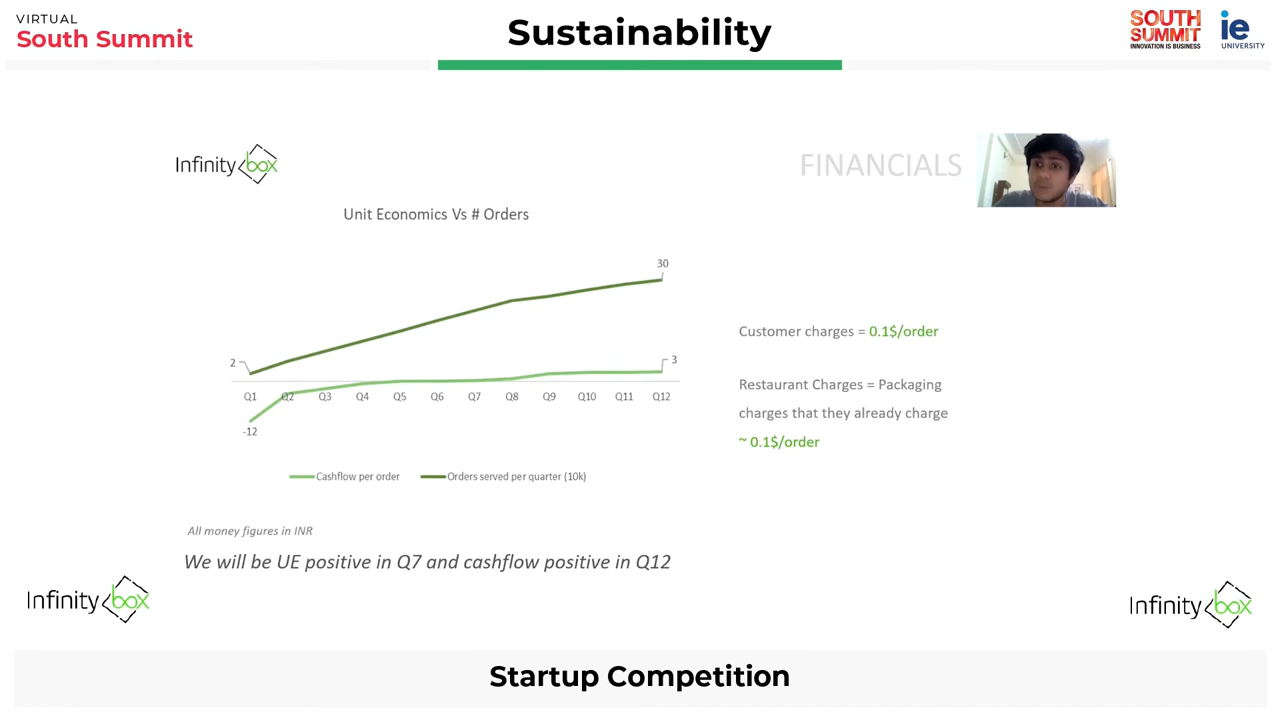 VIRTUAL
South Summit
Sustainability
SOUTH
SUMMIT
INNOVATION IS BUSINESS
ie
UNIVERSITY
Infinity box
FINANCIALS
Unit Economics Vs # Orders
30
2
3
Q1 Q2 Q3 Q4 Q5 Q6 Q7 Q8 Q9 Q10 Q11 Q12
-12
Cashflow per order Orders served per quarter (10k)
Customer charges = 0.1$/order
Restaurant Charges = Packaging
charges that they already charge
~ 0.1$/order
All money figures in INR
We will be UE positive in Q7 and cashflow positive in Q12
Infinity box
Infinity box
Startup Competition